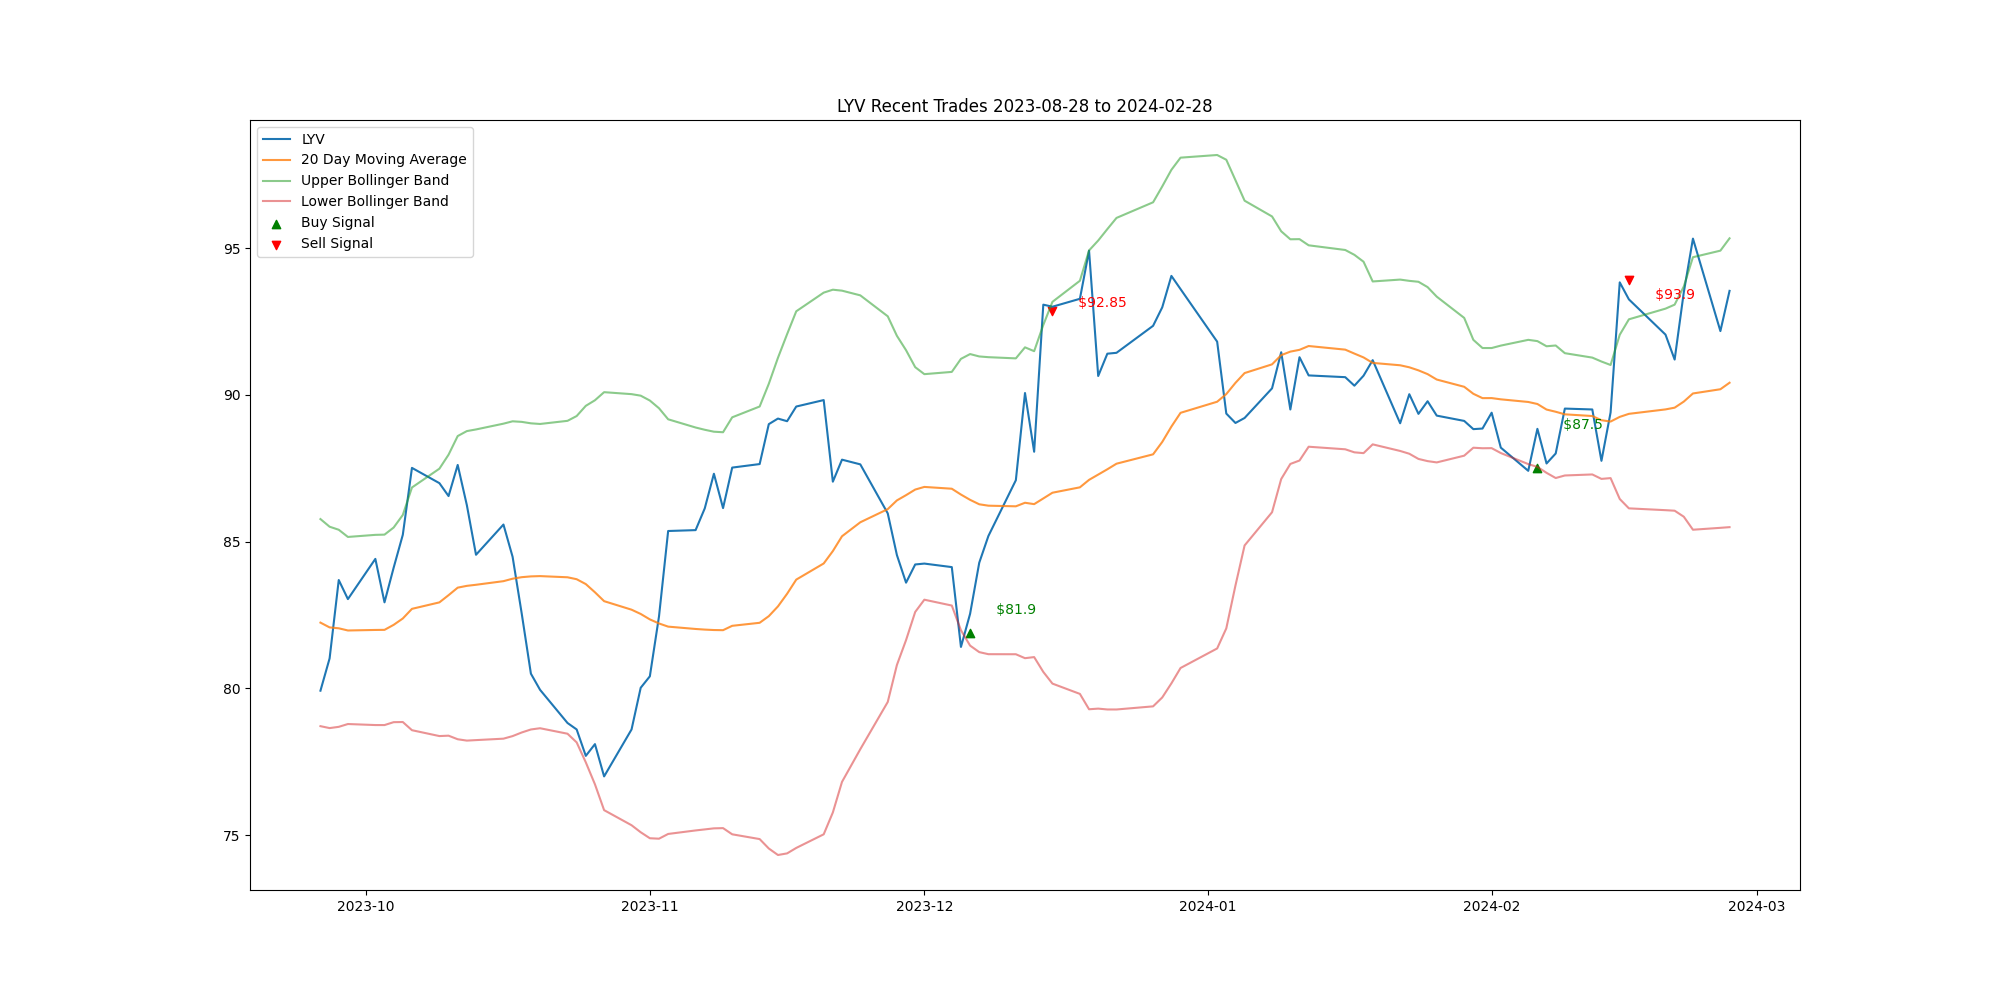 LYV Recent Trades 2023-08-28 to 2024-02-28
LYV
20 Day Moving Average
Upper Bollinger Band
Lower Bollinger Band
Buy Signal
Sell Signal
95
90
85
80
75
$92.85
$93.9
$87.5
$81.9
2023-10
2023-11
2023-12
2024-01
2024-02
2024-03